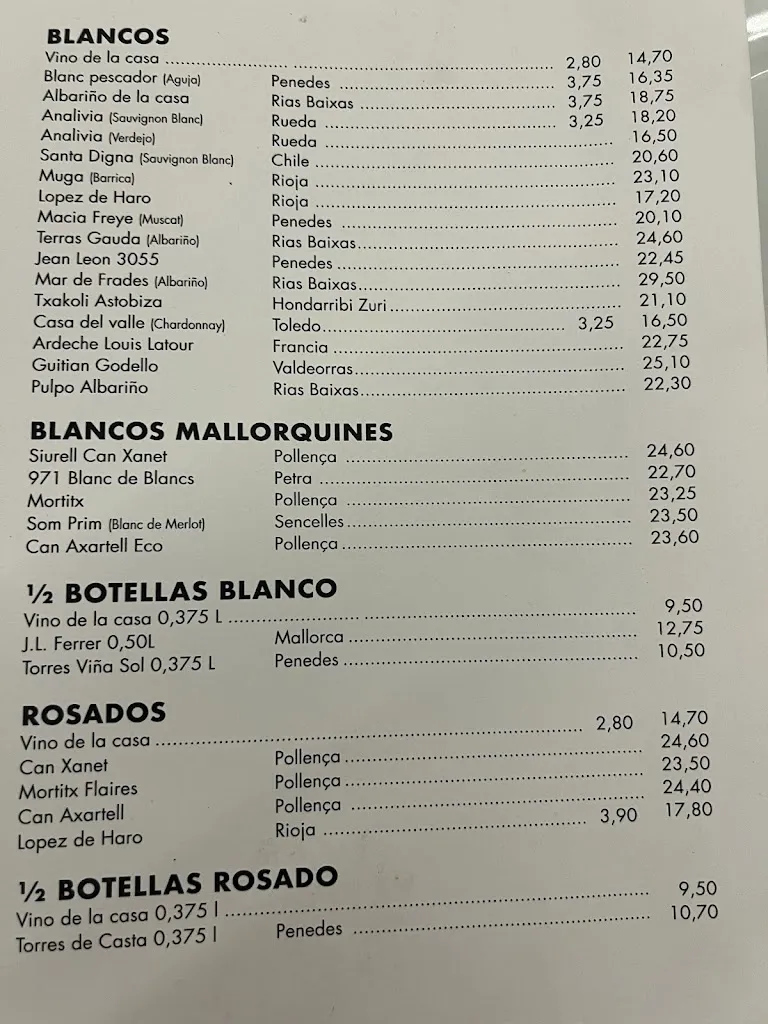 BLANCOS
Vino de la casa ........ 2,80 14,70
Blanc pescador (Aguja) Penedes ........ 3,75 16,35
Albariño de la casa Rias Baixas ........ 3,75 18,75
Analivia (Sauvignon Blanc) Rueda ........ 3,25 18,20
Analivia (Verdejo) Rueda ........ 16,50
Santa Digna (Sauvignon Blanc) Chile ........ 20,60
Muga (Barrica) Rioja ........ 23,10
Lopez de Haro Rioja ........ 17,20
Macia Freye (Muscat) Penedes ........ 20,10
Terras Gauda (Albariño) Rias Baixas ........ 24,60
Jean Leon 3055 Penedes ........ 22,45
Mar de Frades (Albariño) Rias Baixas ........ 29,50
Txakoli Astobiza Hondarribi Zuri ........ 21,10
Casa del valle (Chardonnay) Toledo ........ 3,25 16,50
Ardeche Louis Latour Francia ........ 22,75
Guitian Godello Valdeorras ........ 25,10
Pulpo Albariño Rias Baixas ........ 22,30
BLANCOS MALLORQUINES
Siurell Can Xanet Pollença ........ 24,60
971 Blanc de Blancs Petra ........ 22,70
Mortitx Pollença ........ 23,25
Som Prim (Blanc de Merlot) Sencelles ........ 23,50
Can Axartell Eco Pollença ........ 23,60
½ BOTELLAS BLANCO
Vino de la casa 0,375 L ........ 9,50
J.L. Ferrer 0,50L Mallorca ........ 12,75
Torres Viña Sol 0,375 L Penedes ........ 10,50
ROSADOS
Vino de la casa ........ 2,80 14,70
Can Xanet Pollença ........ 24,60
Mortitx Flaires Pollença ........ 23,50
Can Axartell Pollença ........ 24,40
Lopez de Haro Rioja ........ 3,90 17,80
½ BOTELLAS ROSADO
Vino de la casa 0,375 l ........ 9,50
Torres de Casta 0,375 l Penedes ........ 10,70